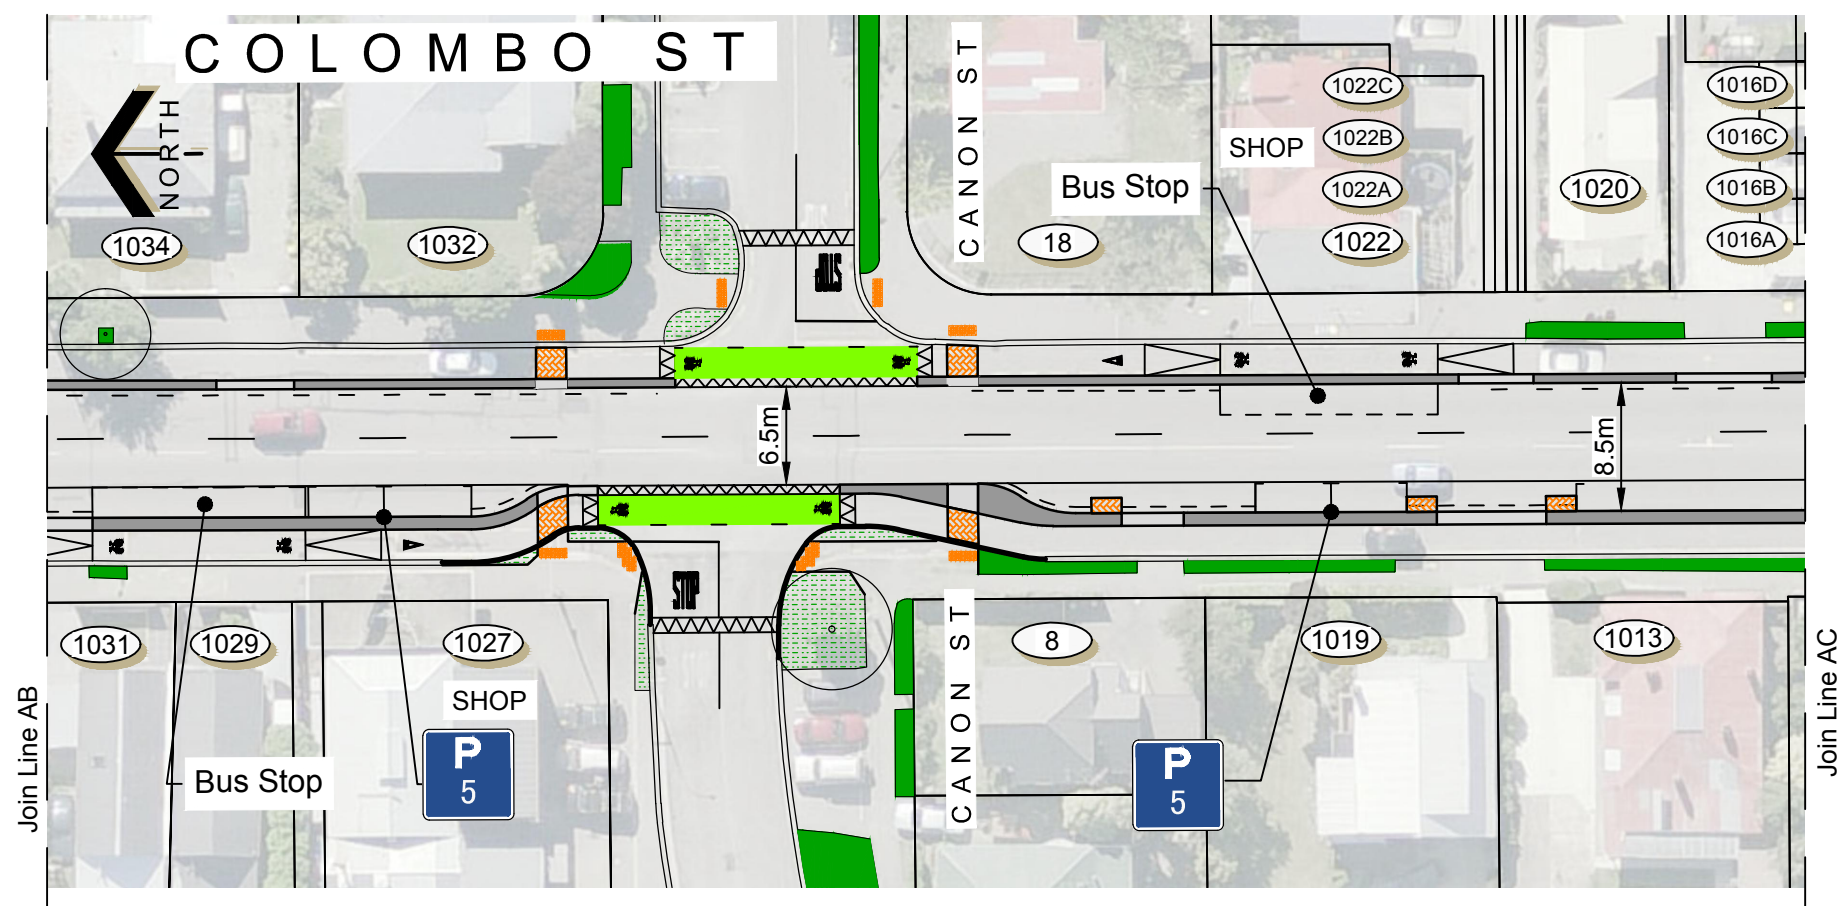 COLOMBO ST
NORTH
CANON ST
1034
1032
18
Bus Stop
SHOP
1022C
1022B
1022A
1022
1020
1016D
1016C
1016B
1016A
STOP
6.5m
8.5m
STOP
1031
1029
1027
SHOP
Bus Stop
P
5
CANON ST
8
1019
1013
P
5
Join Line AB
Join Line AC